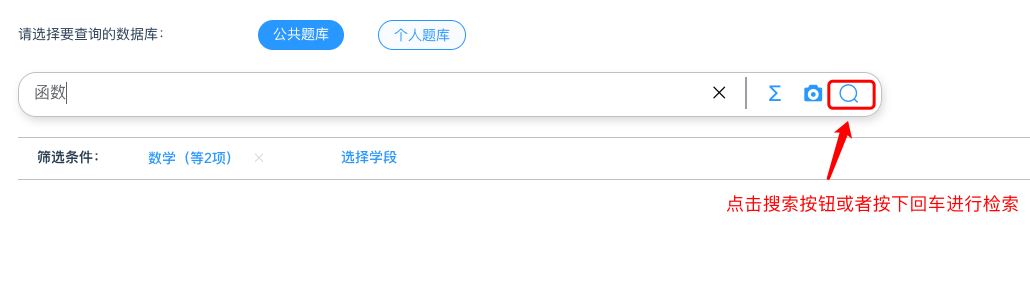 请选择要查询的数据库：
公共题库
个人题库
函数
筛选条件：
数学（等2项）
选择学段
点击搜索按钮或者按下回车进行检索